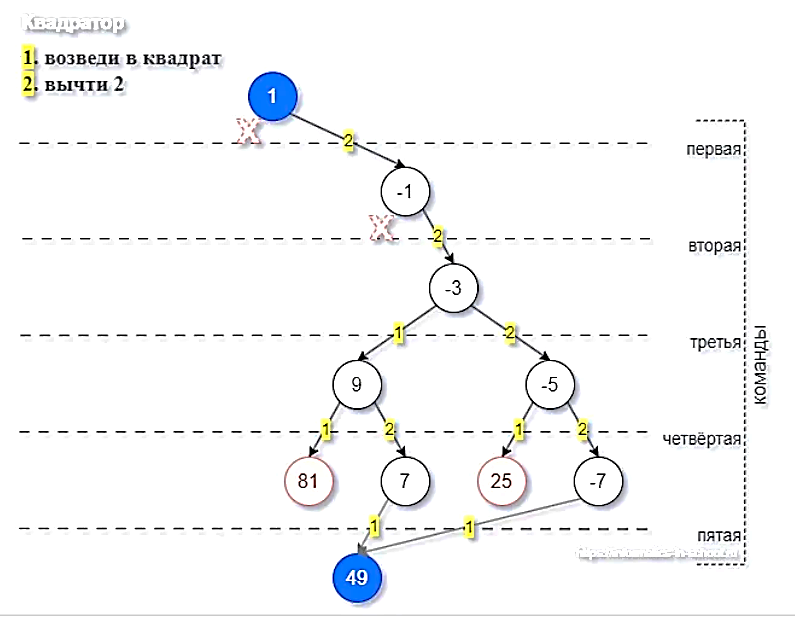 Квадратор
1. возведи в квадрат
2. вычти 2
1
X
2
первая
-1
X
2
вторая
-3
1
2
третья
9
-5
1
2
1
2
четвёртая
81
7
25
-7
1
1
пятая
49
команды